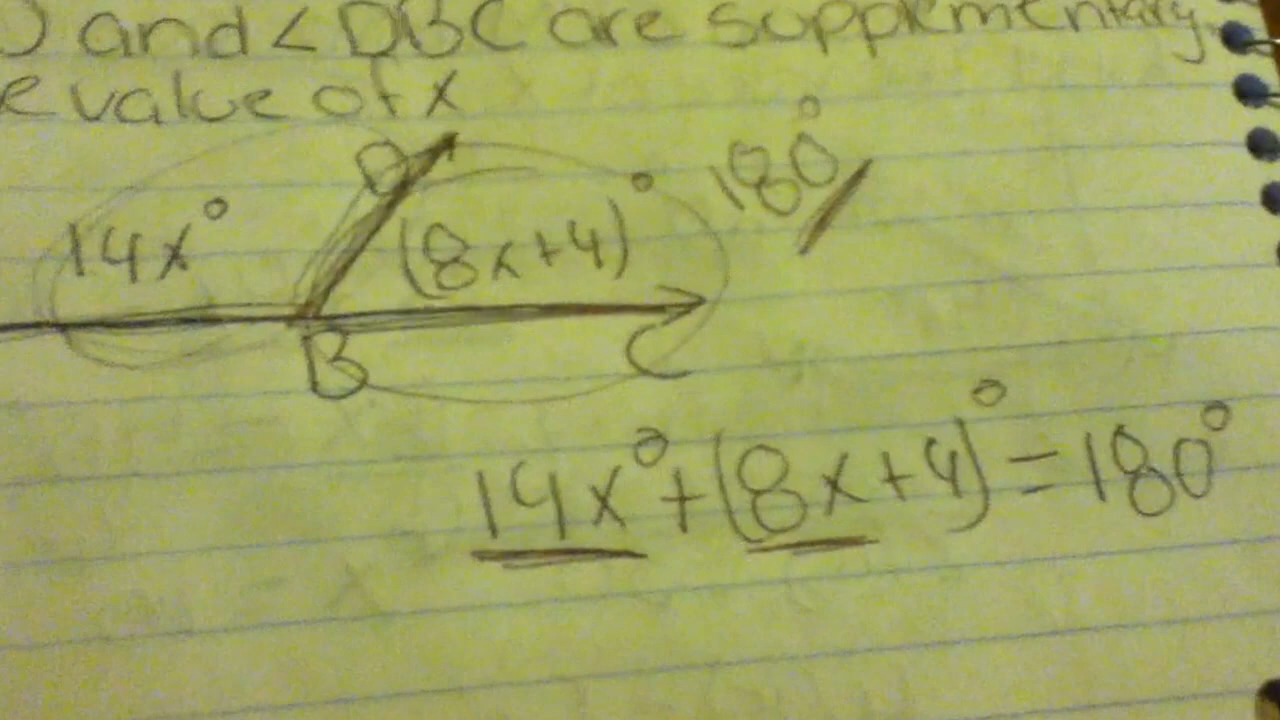 and < DBC are supplementary
value of x
D
180°
14x°
(8x+4)°
B
C
14x° + (8x+4)° = 180°